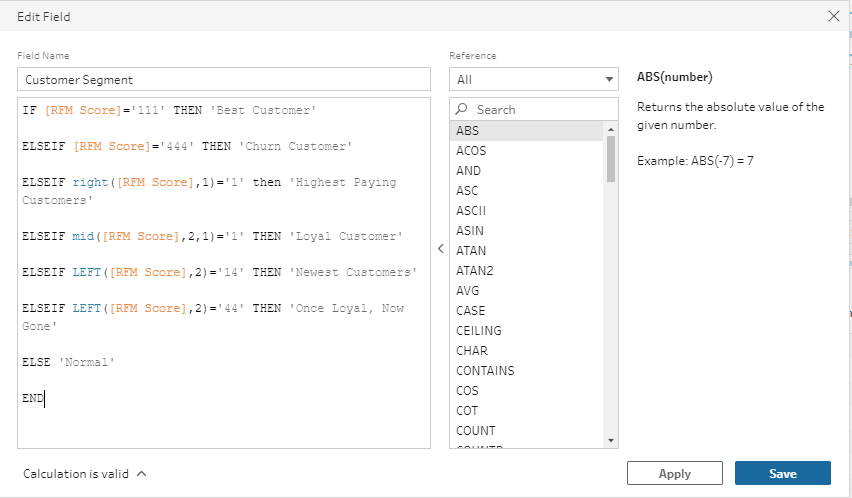 Edit Field
Field Name
Customer Segment
IF [RFM Score]='111' THEN 'Best Customer'
ELSEIF [RFM Score]='444' THEN 'Churn Customer'
ELSEIF right([RFM Score],1)='1' then 'Highest Paying
Customers'
ELSEIF mid([RFM Score],2,1)='1' THEN 'Loyal Customer'
ELSEIF LEFT([RFM Score],2)='14' THEN 'Newest Customers'
ELSEIF LEFT([RFM Score],2)='44' THEN 'Once Loyal, Now
Gone'
ELSE 'Normal'
END
Reference
All
Search
ABS
ACOS
AND
ASC
ASCII
ASIN
ATAN
ATAN2
AVG
CASE
CEILING
CHAR
CONTAINS
COS
COT
COUNT
ABS(number)
Returns the absolute value of the
given number.
Example: ABS(-7) = 7
Calculation is valid
Apply
Save